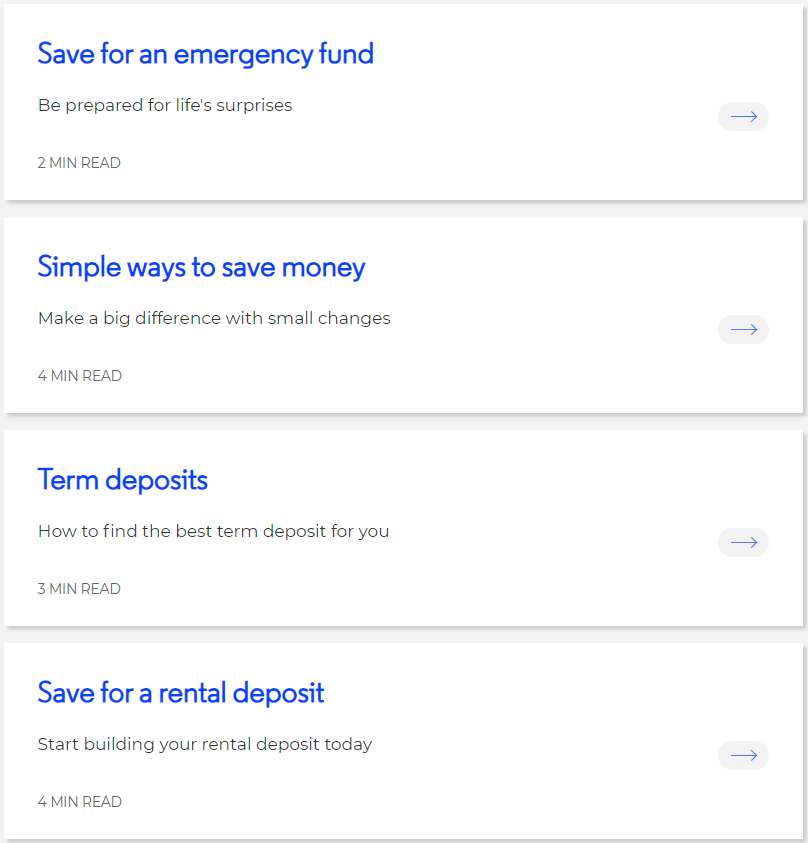 Save for an emergency fund
Be prepared for life's surprises
2 MIN READ
Simple ways to save money
Make a big difference with small changes
4 MIN READ
Term deposits
How to find the best term deposit for you
3 MIN READ
Save for a rental deposit
Start building your rental deposit today
4 MIN READ